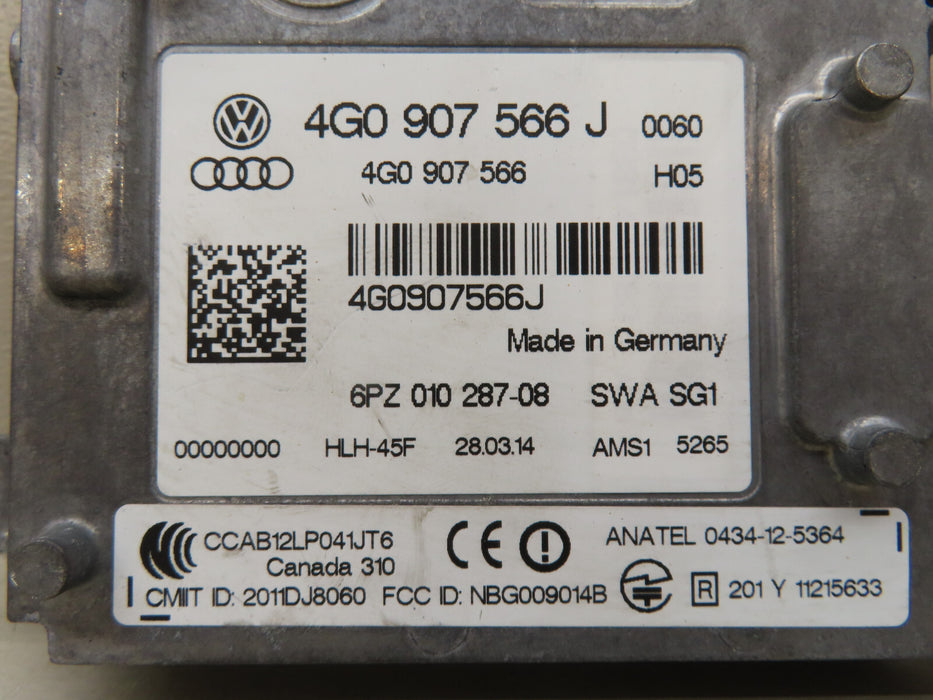 4G0 907 566 J 0060
4G0 907 566 H05
4G0907566J
Made in Germany
6PZ 010 287-08 SWA SG1
00000000 HLH-45F 28.03.14 AMS1 5265
CCAB12LP041JT6 CE ANATEL 0434-12-5364
Canada 310
CMIIT ID: 2011DJ8060 FCC ID: NBG009014B R 201 Y 11215633